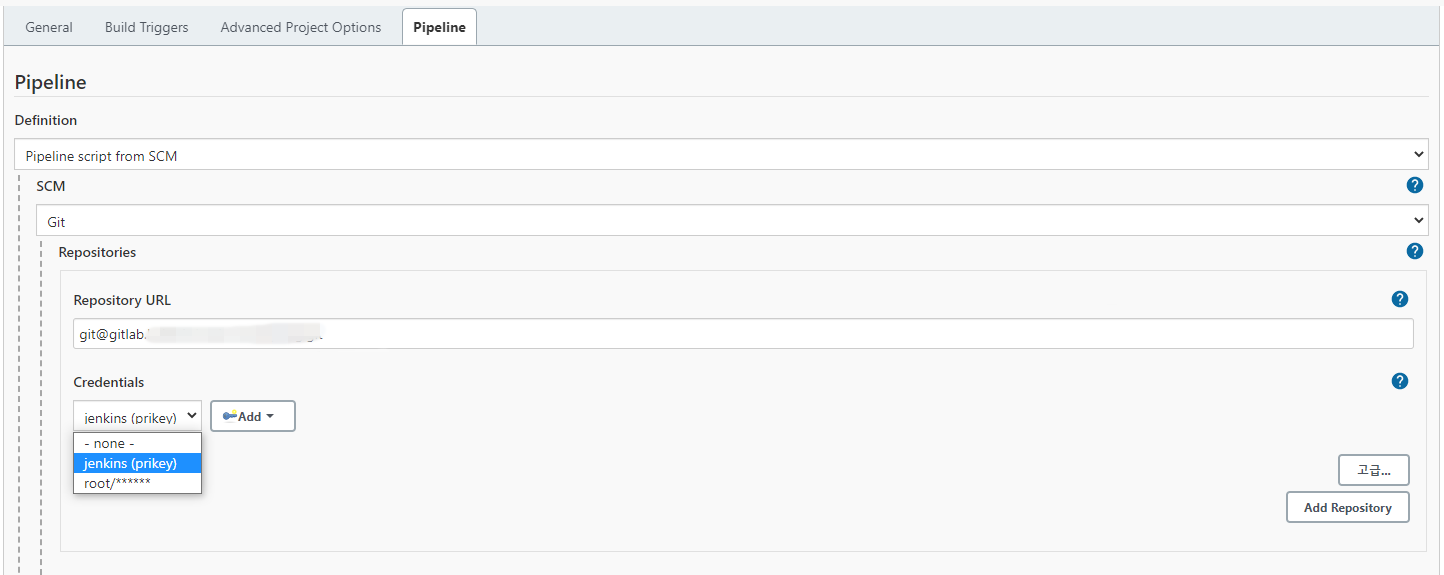 General Build Triggers Advanced Project Options Pipeline
Pipeline
Definition
Pipeline script from SCM
SCM
?
Git
Repositories
?
Repository URL
?
git@gitlab.
Credentials
?
jenkins (prikey) Add
- none -
jenkins (prikey)
root/******
고급...
Add Repository